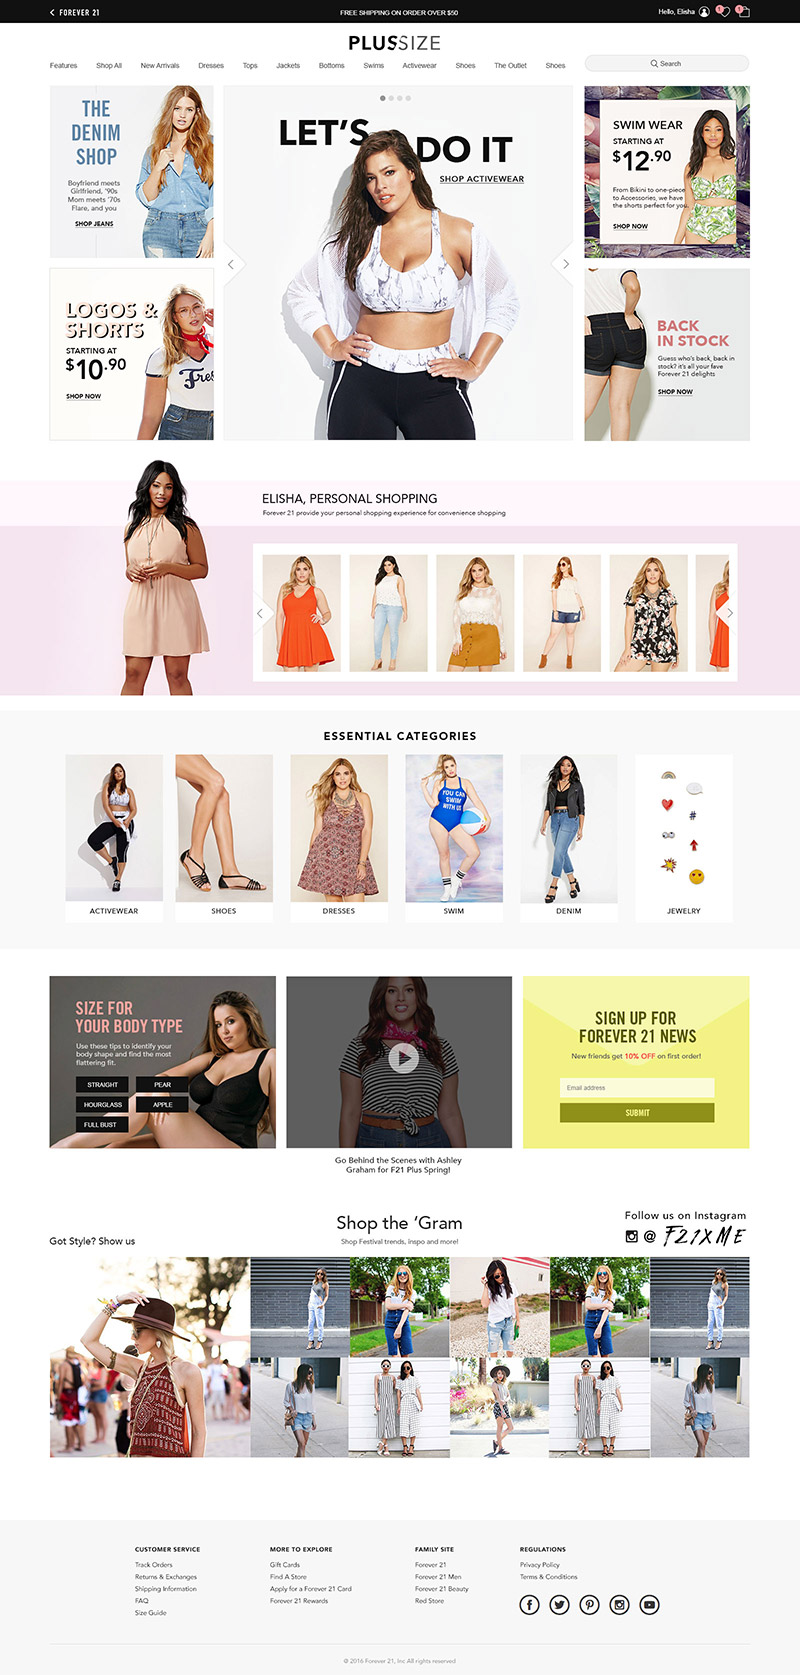 FOREVER 21
FREE SHIPPING ON ORDER OVER $50
Hello, Elisha
1
1
PLUSSIZE
Features Shop All New Arrivals Dresses Tops Jackets Bottoms Swims Activewear Shoes The Outlet Shoes
Search
THE
DENIM
SHOP
Boyfriend meets
Girlfriend, '90s
Mom meets '70s
Flare, and you
SHOP JEANS
LOGOS &
SHORTS
STARTING AT
$10.90
SHOP NOW
Fres
LET'S
DO IT
SHOP ACTIVEWEAR
SWIM WEAR
STARTING AT
$12.90
From Bikini to one-piece
to Accessories, we have
the shorts perfect for you.
SHOP NOW
BACK
IN STOCK
Guess who's back, back in
stock? it's all your fave
Forever 21 delights
SHOP NOW
ELISHA, PERSONAL SHOPPING
Forever 21 provide your personal shopping experience for convenience shopping
ESSENTIAL CATEGORIES
YOU CAN
SWIM
WITH US
#
ACTIVEWEAR SHOES DRESSES SWIM DENIM JEWELRY
SIZE FOR
YOUR BODY TYPE
Use these tips to identify your
body shape and find the most
flattering fit.
STRAIGHT PEAR
HOURGLASS APPLE
FULL BUST
Go Behind the Scenes with Ashley
Graham for F21 Plus Spring!
SIGN UP FOR
FOREVER 21 NEWS
New friends get 10% OFF on first order!
Email address
SUBMIT
Got Style? Show us
Shop the 'Gram
Shop Festival trends, inspo and more!
Follow us on Instagram
@ F21XME
CUSTOMER SERVICE
Track Orders
Returns & Exchanges
Shipping Information
FAQ
Size Guide
MORE TO EXPLORE
Gift Cards
Find A Store
Apply for a Forever 21 Card
Forever 21 Rewards
FAMILY SITE
Forever 21
Forever 21 Men
Forever 21 Beauty
Red Store
REGULATIONS
Privacy Policy
Terms & Conditions
@ 2016 Forever 21, Inc All rights reserved